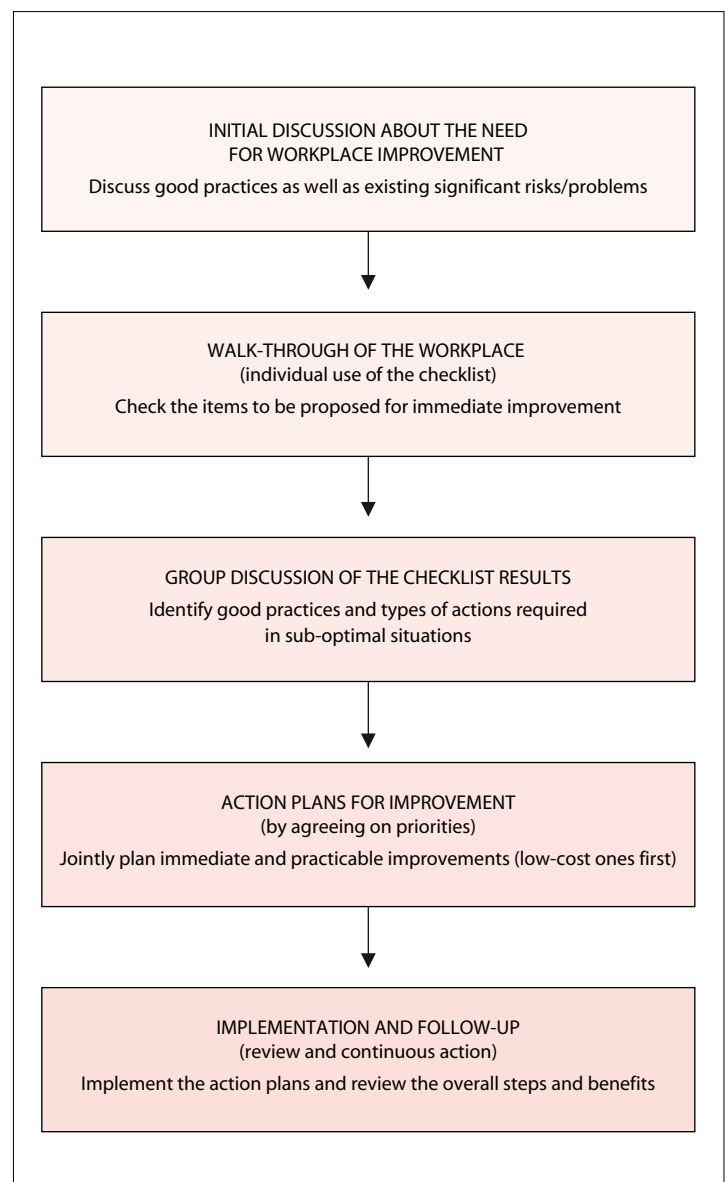 INITIAL DISCUSSION ABOUT THE NEED
FOR WORKPLACE IMPROVEMENT
Discuss good practices as well as existing significant risks/problems
WALK-THROUGH OF THE WORKPLACE
(individual use of the checklist)
Check the items to be proposed for immediate improvement
GROUP DISCUSSION OF THE CHECKLIST RESULTS
Identify good practices and types of actions required
in sub-optimal situations
ACTION PLANS FOR IMPROVEMENT
(by agreeing on priorities)
Jointly plan immediate and practicable improvements (low-cost ones first)
IMPLEMENTATION AND FOLLOW-UP
(review and continuous action)
Implement the action plans and review the overall steps and benefits